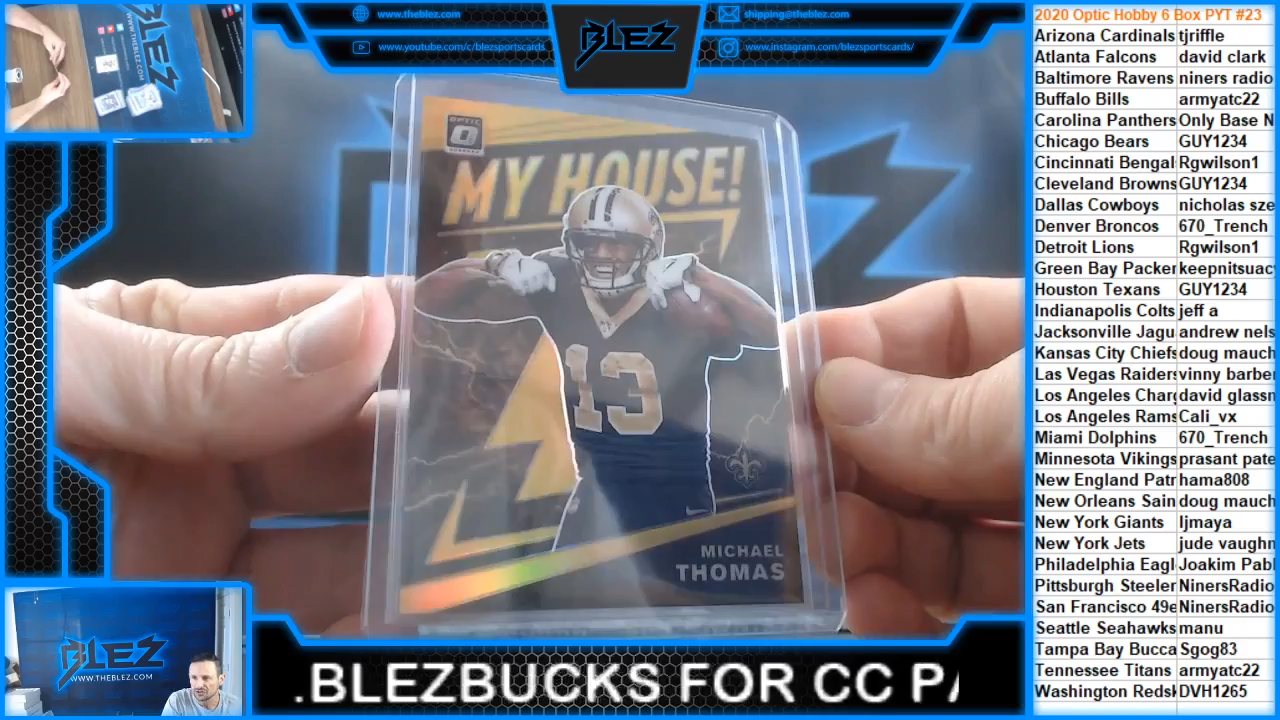 www.theblez.com
shipping@theblez.com
www.youtube.com/c/blezsportscards
www.instagram.com/blezsportscards/
BLEZ
OPTIC
MY HOUSE!
13
MICHAEL
THOMAS
BLEZ
WWW.THEBLEZ.COM
.BLEZBUCKS FOR CC PA
2020 Optic Hobby 6 Box PYT #23
Arizona Cardinals tjriffle
Atlanta Falcons david clark
Baltimore Ravens niners radio
Buffalo Bills armyatc22
Carolina Panthers Only Base N
Chicago Bears GUY1234
Cincinnati Bengal Rgwilson1
Cleveland Browns GUY1234
Dallas Cowboys nicholas sze
Denver Broncos 670_Trench
Detroit Lions Rgwilson1
Green Bay Packer keepnitsuac
Houston Texans GUY1234
Indianapolis Colts jeff a
Jacksonville Jagu andrew nels
Kansas City Chiefs doug mauch
Las Vegas Raiders vinny barber
Los Angeles Charg david glassn
Los Angeles Rams Cali_vx
Miami Dolphins 670_Trench
Minnesota Vikings prasant pate
New England Patr hama808
New Orleans Sain doug mauch
New York Giants ljmaya
New York Jets jude vaughn
Philadelphia Eagl Joakim Pabl
Pittsburgh Steeler NinersRadio
San Francisco 49e NinersRadio
Seattle Seahawks manu
Tampa Bay Bucca Sgog83
Tennessee Titans armyatc22
Washington Redsk DVH1265